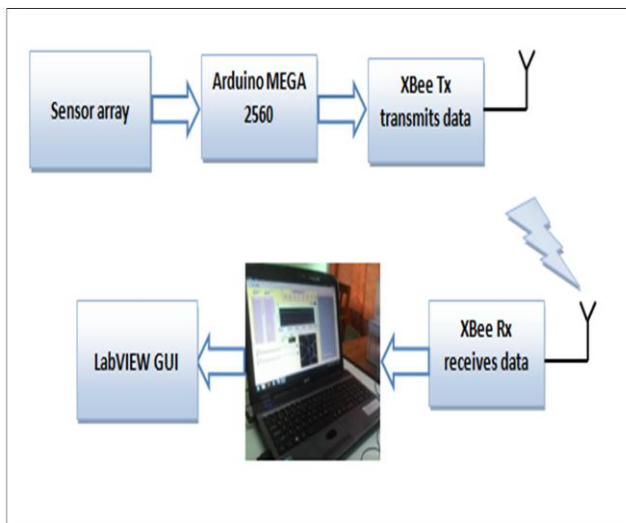 Sensor array
Arduino MEGA
2560
XBee Tx
transmits data
LabVIEW GUI
XBee Rx
receives data